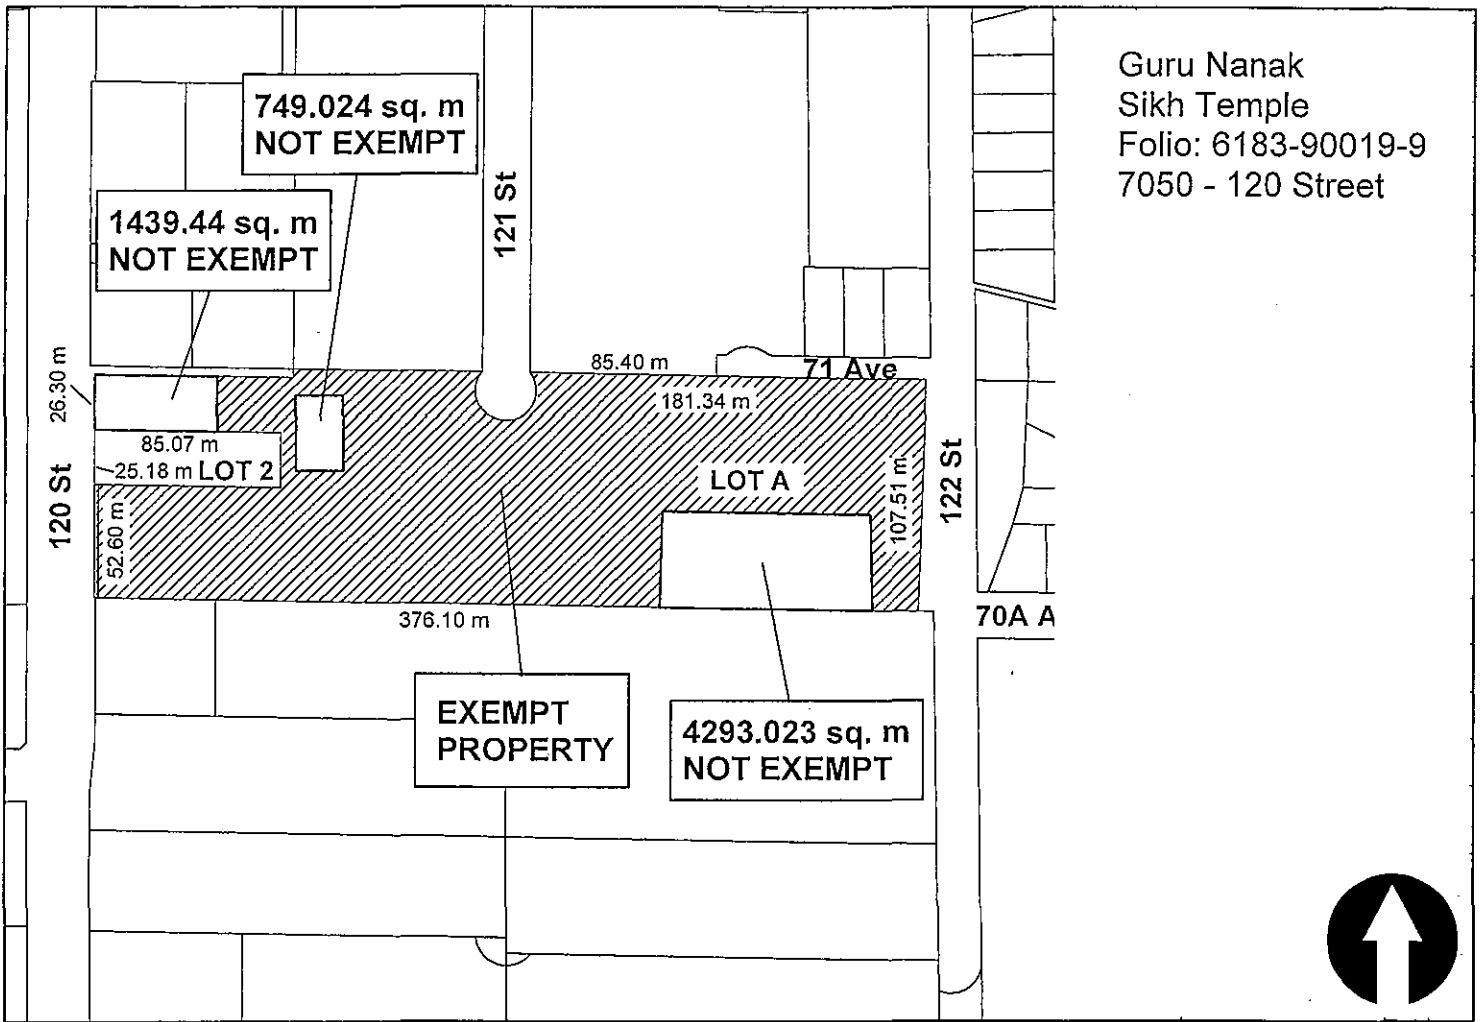 Guru Nanak
Sikh Temple
Folio: 6183-90019-9
7050 - 120 Street
749.024 sq. m
NOT EXEMPT
1439.44 sq. m
NOT EXEMPT
121 St
26.30 m
85.40 m
71 Ave
181.34 m
85.07 m
25.18 m LOT 2
LOT A
120 St
52.60 m
107.51 m
122 St
376.10 m
70A A
EXEMPT
PROPERTY
4293.023 sq. m
NOT EXEMPT